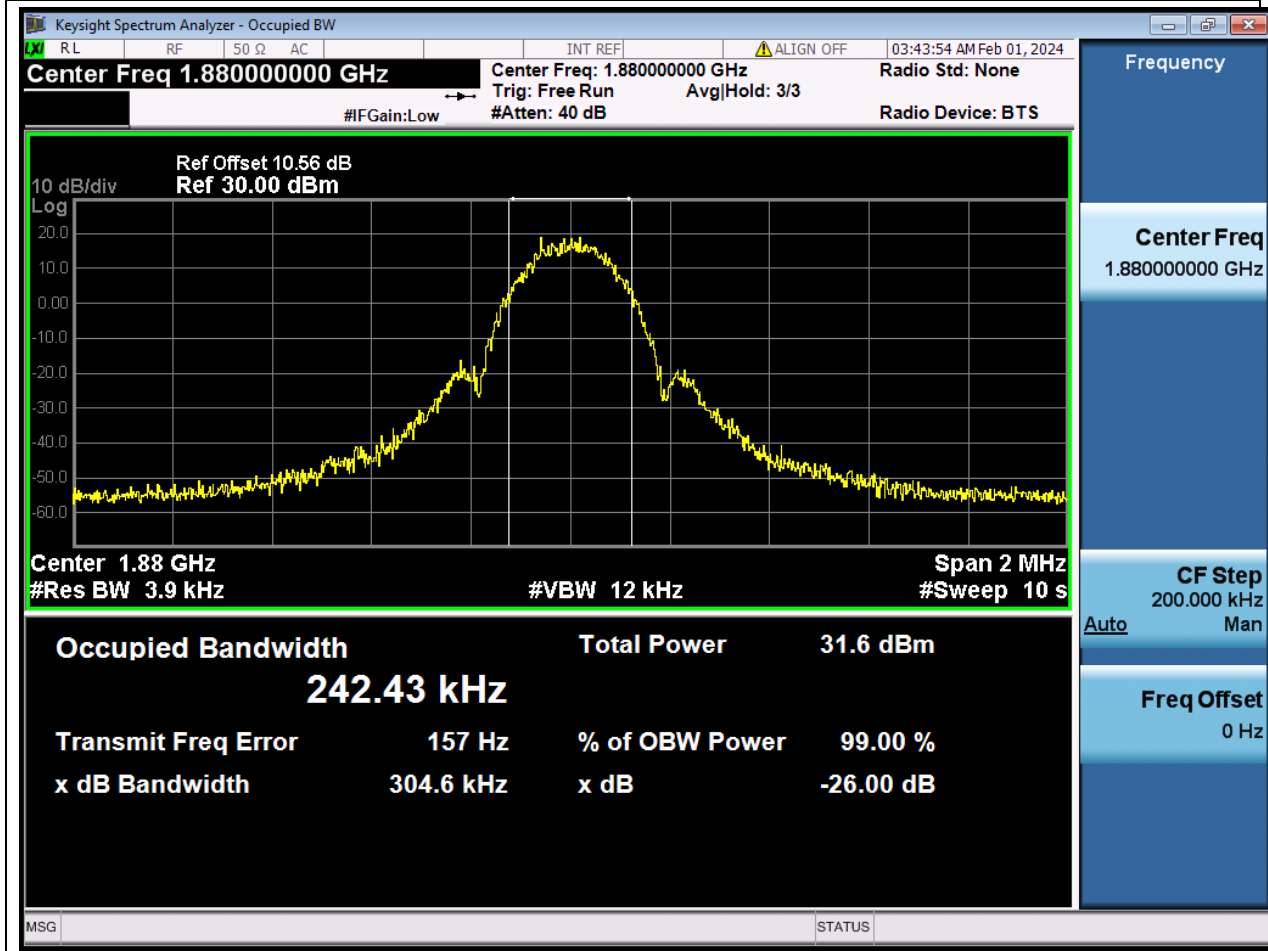 Keysight Spectrum Analyzer - Occupied BW
LXI RL RF 50 Ω AC INT REF ALIGN OFF 03:43:54 AM Feb 01, 2024
Center Freq 1.880000000 GHz
Center Freq: 1.880000000 GHz
Radio Std: None
Trig: Free Run Avg|Hold: 3/3
#IFGain:Low #Atten: 40 dB Radio Device: BTS
Ref Offset 10.56 dB
10 dB/div Ref 30.00 dBm
Log
20.0
10.0
0.00
-10.0
-20.0
-30.0
-40.0
-50.0
-60.0
Center 1.88 GHz Span 2 MHz
#Res BW 3.9 kHz #VBW 12 kHz #Sweep 10 s
Occupied Bandwidth Total Power 31.6 dBm
242.43 kHz
Transmit Freq Error 157 Hz % of OBW Power 99.00 %
x dB Bandwidth 304.6 kHz x dB -26.00 dB
MSG STATUS
Frequency
Center Freq
1.880000000 GHz
CF Step
200.000 kHz
Auto Man
Freq Offset
0 Hz